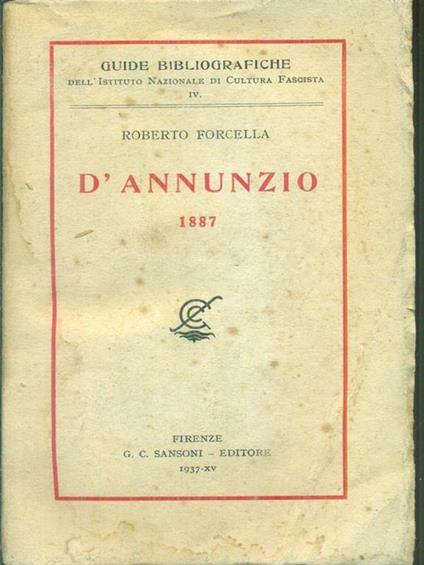 GUIDE BIBLIOGRAFICHE
DELL'ISTITUTO NAZIONALE DI CULTURA FASCISTA
IV.
ROBERTO FORCELLA
D'ANNUNZIO
1887
FIRENZE
G. C. SANSONI - EDITORE
1937-XV